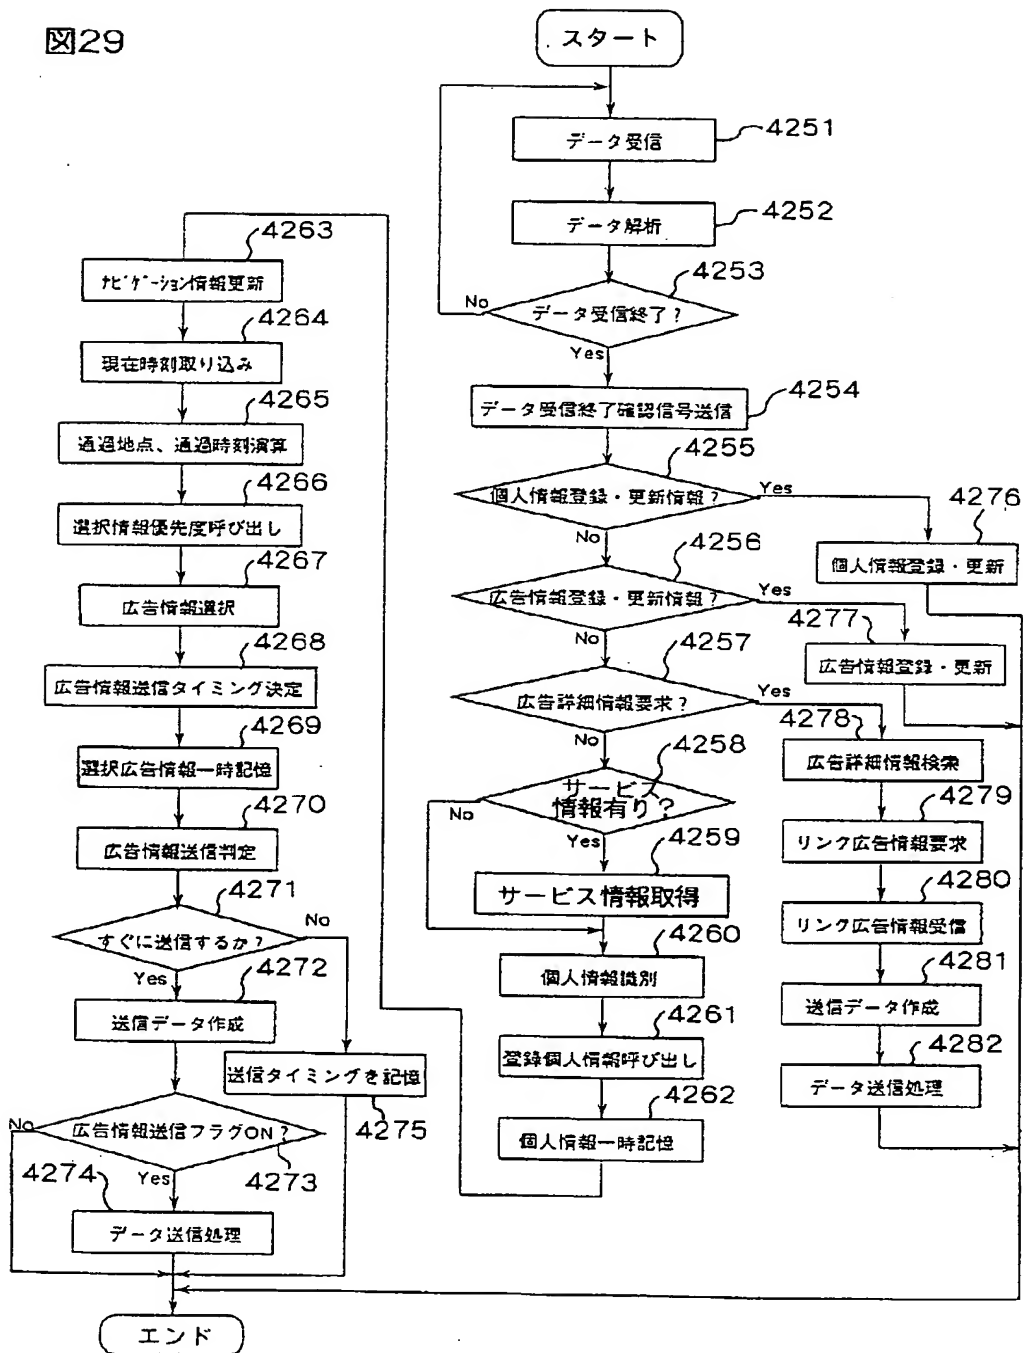 図29
スタート
データ受信
4251
データ解析
4252
データ受信終了?
4253
No
Yes
データ受信終了確認信号送信
4254
個人情報登録・更新情報?
4255
Yes
No
広告情報登録・更新情報?
4256
Yes
No
広告詳細情報要求?
4257
Yes
No
サービス
情報有り?
4258
No
Yes
サービス情報取得
4259
個人情報識別
4260
登録個人情報呼び出し
4261
個人情報一時記憶
4262
ナビゲーション情報更新
4263
現在時刻取り込み
4264
通過地点、通過時刻演算
4265
選択情報優先度呼び出し
4266
広告情報選択
4267
広告情報送信タイミング決定
4268
選択広告情報一時記憶
4269
広告情報送信判定
4270
すぐに送信するか?
4271
No
Yes
送信データ作成
4272
広告情報送信フラグON?
4273
No
Yes
データ送信処理
4274
送信タイミングを記憶
4275
個人情報登録・更新
4276
広告情報登録・更新
4277
広告詳細情報検索
4278
リンク広告情報要求
4279
リンク広告情報受信
4280
送信データ作成
4281
データ送信処理
4282
エンド